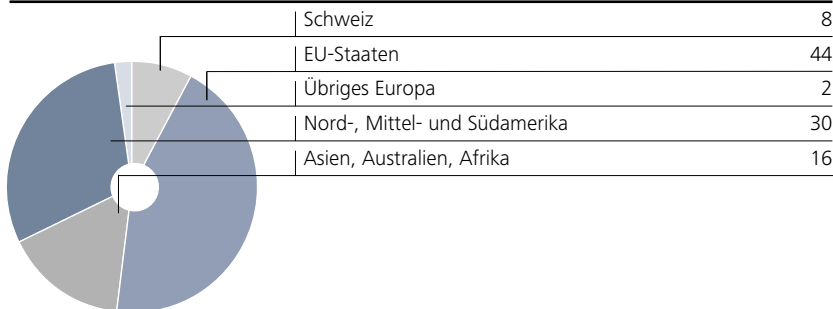 Schweiz 8
EU-Staaten 44
Übriges Europa 2
Nord-, Mittel- und Südamerika 30
Asien, Australien, Afrika 16